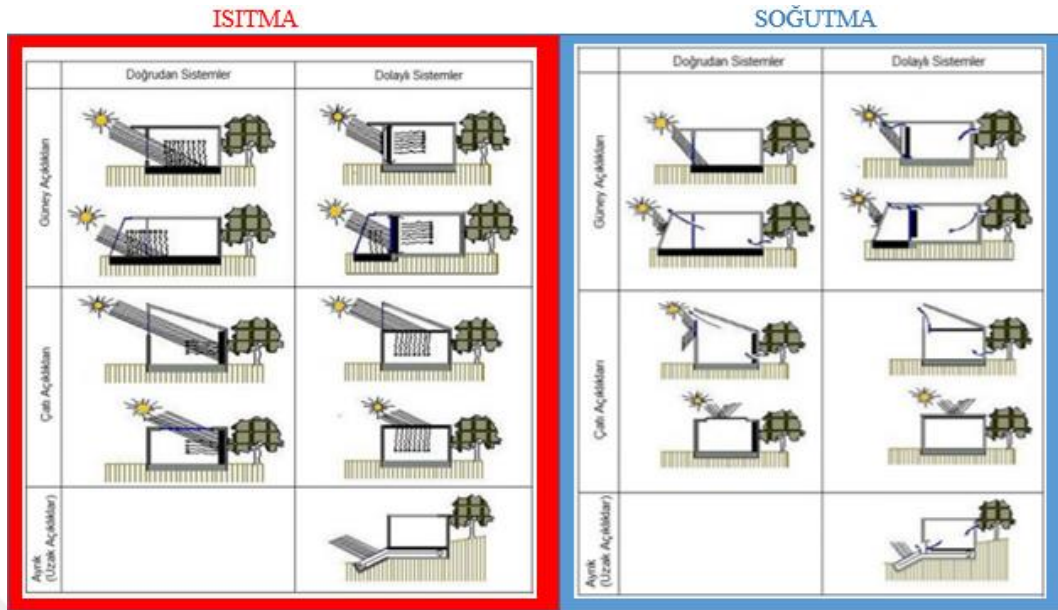 ISITMA
SOĞUTMA
Doğrudan Sistemler
Dolaylı Sistemler
Güney Açıklıkları
Çatı Açıklıkları
Ayrık
(Uzak Açıklıklar)
Doğrudan Sistemler
Dolaylı Sistemler
Güney Açıklıkları
Çatı Açıklıkları
Ayrık
(Uzak Açıklıklar)